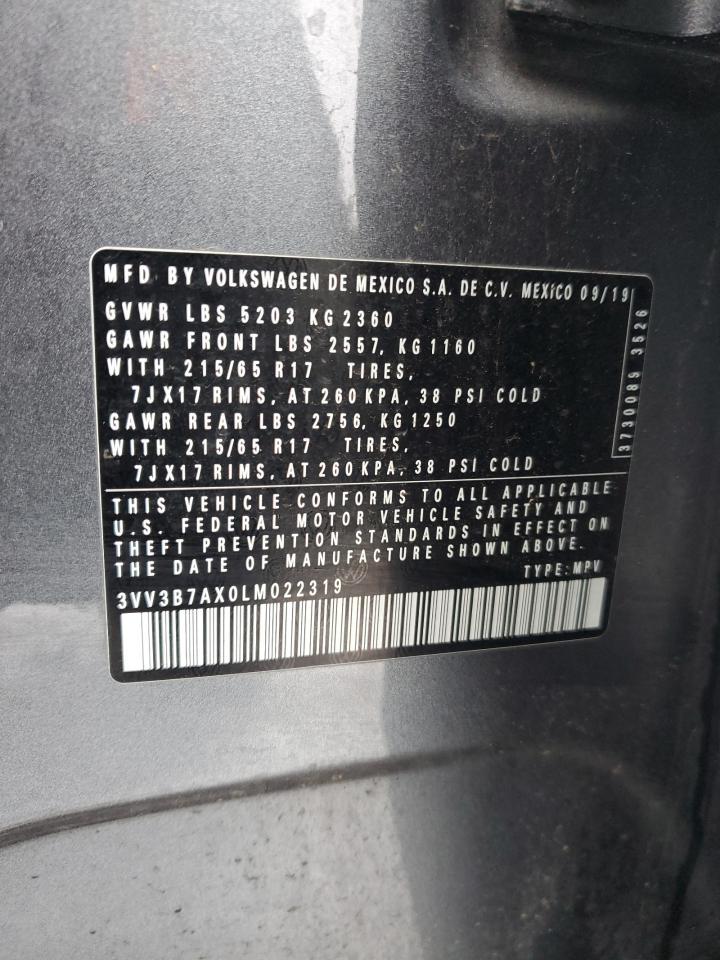 MFD BY VOLKSWAGEN DE MEXICO S.A. DE C.V. MEXICO 09/19
GVWR LBS 5203 KG 2360
GAWR FRONT LBS 2557, KG 1160
WITH 215/65 R17 TIRES,
7JX17 RIMS, AT 260 KPA, 38 PSI COLD
GAWR REAR LBS 2756, KG 1250
WITH 215/65 R17 TIRES,
7JX17 RIMS, AT 260 KPA, 38 PSI COLD
3730089 3526
THIS VEHICLE CONFORMS TO ALL APPLICABLE
U.S. FEDERAL MOTOR VEHICLE SAFETY AND
THEFT PREVENTION STANDARDS IN EFFECT ON
THE DATE OF MANUFACTURE SHOWN ABOVE.
TYPE: MPV
3VV3B7AX0LM022319